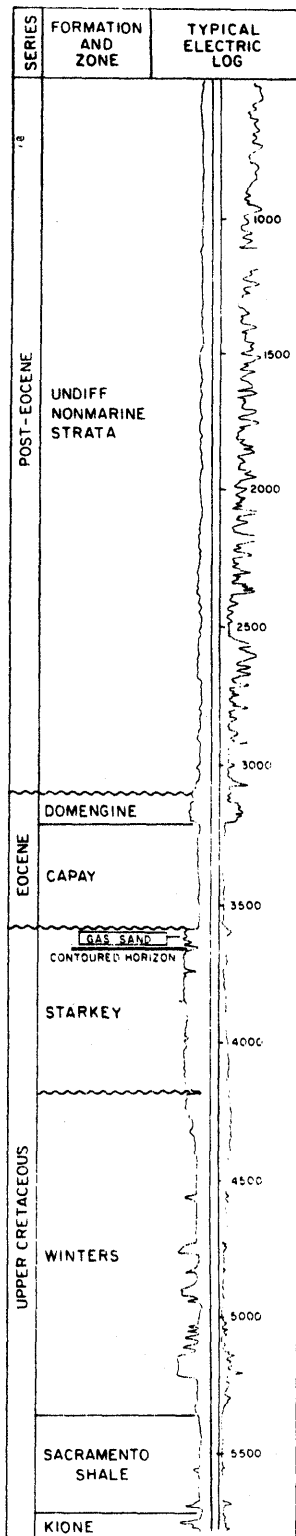 SERIES
FORMATION
AND
ZONE
TYPICAL
ELECTRIC
LOG
1000
1500
POST-EOCENE
UNDIFF
NONMARINE
STRATA
2000
2500
3000
DOMENGINE
EOCENE
CAPAY
3500
GAS SAND
CONTOURED HORIZON
STARKEY
4000
UPPER CRETACEOUS
4500
WINTERS
5000
SACRAMENTO
SHALE
5500
KIONE